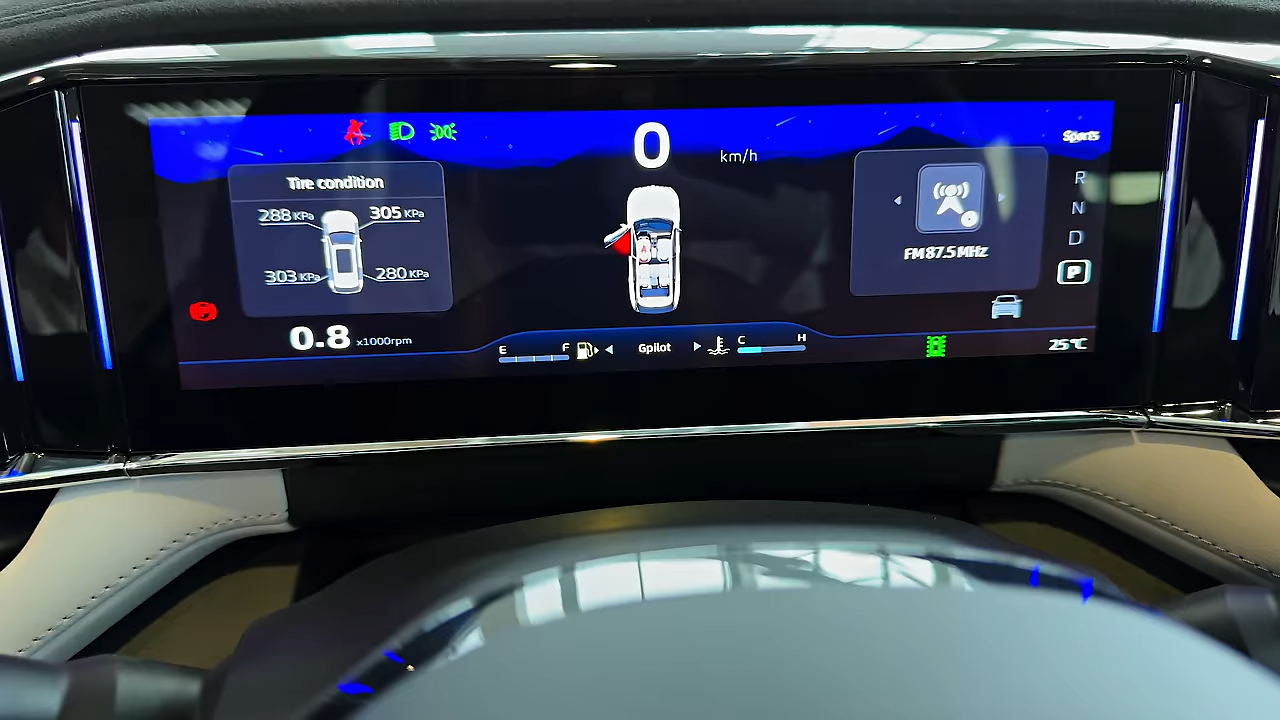 0 km/h
Sports
Tire condition
288 KPa 305 KPa
303 KPa 280 KPa
R
N
D
P
FM 87.5 MHz
0.8 x1000rpm
E F Gpilot C H
25℃